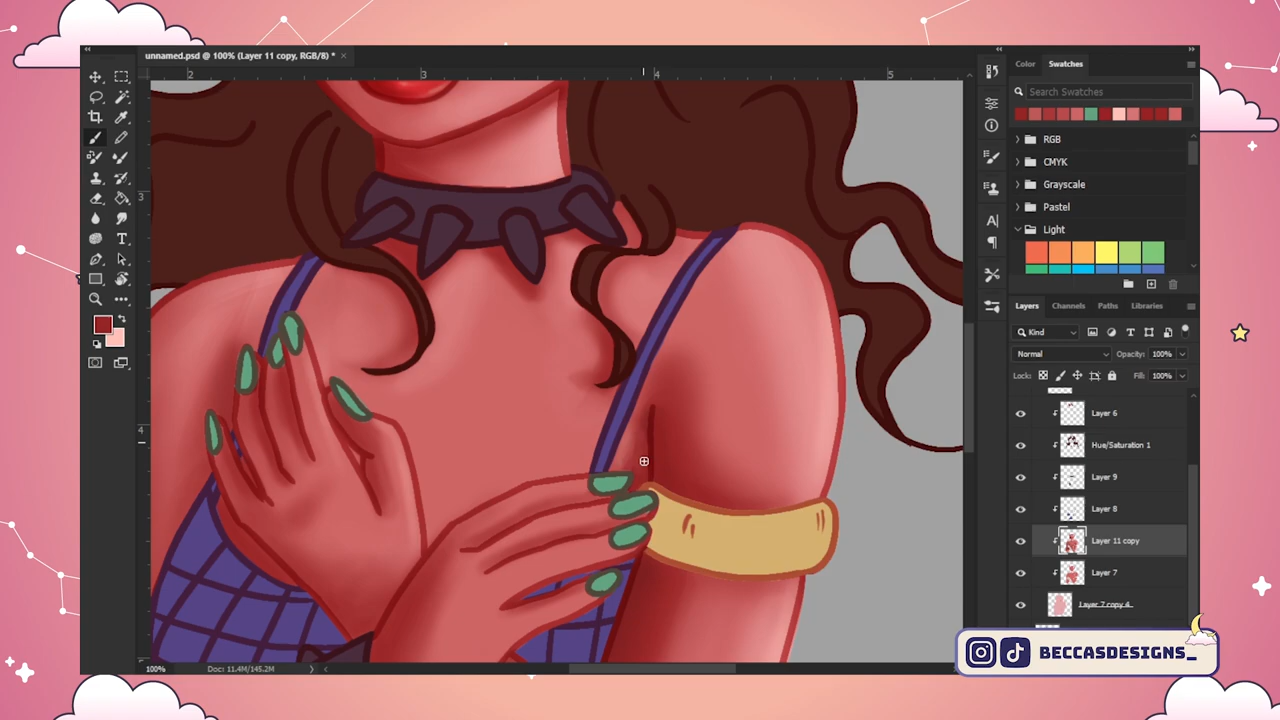 unnamed.psd @ 100% (Layer 11 copy, RGB/8) *
2 3 4 5
3
4
Color Swatches
Search Swatches
RGB
CMYK
Grayscale
Pastel
Light
Layers Channels Paths Libraries
Kind
Normal Opacity: 100%
Lock: Fill: 100%
Layer 6
Hue/Saturation 1
Layer 9
Layer 8
Layer 11 copy
Layer 7
Layer 7 copy 4
100% Doc: 11.4M/145.2M
BECCASDESIGNS_